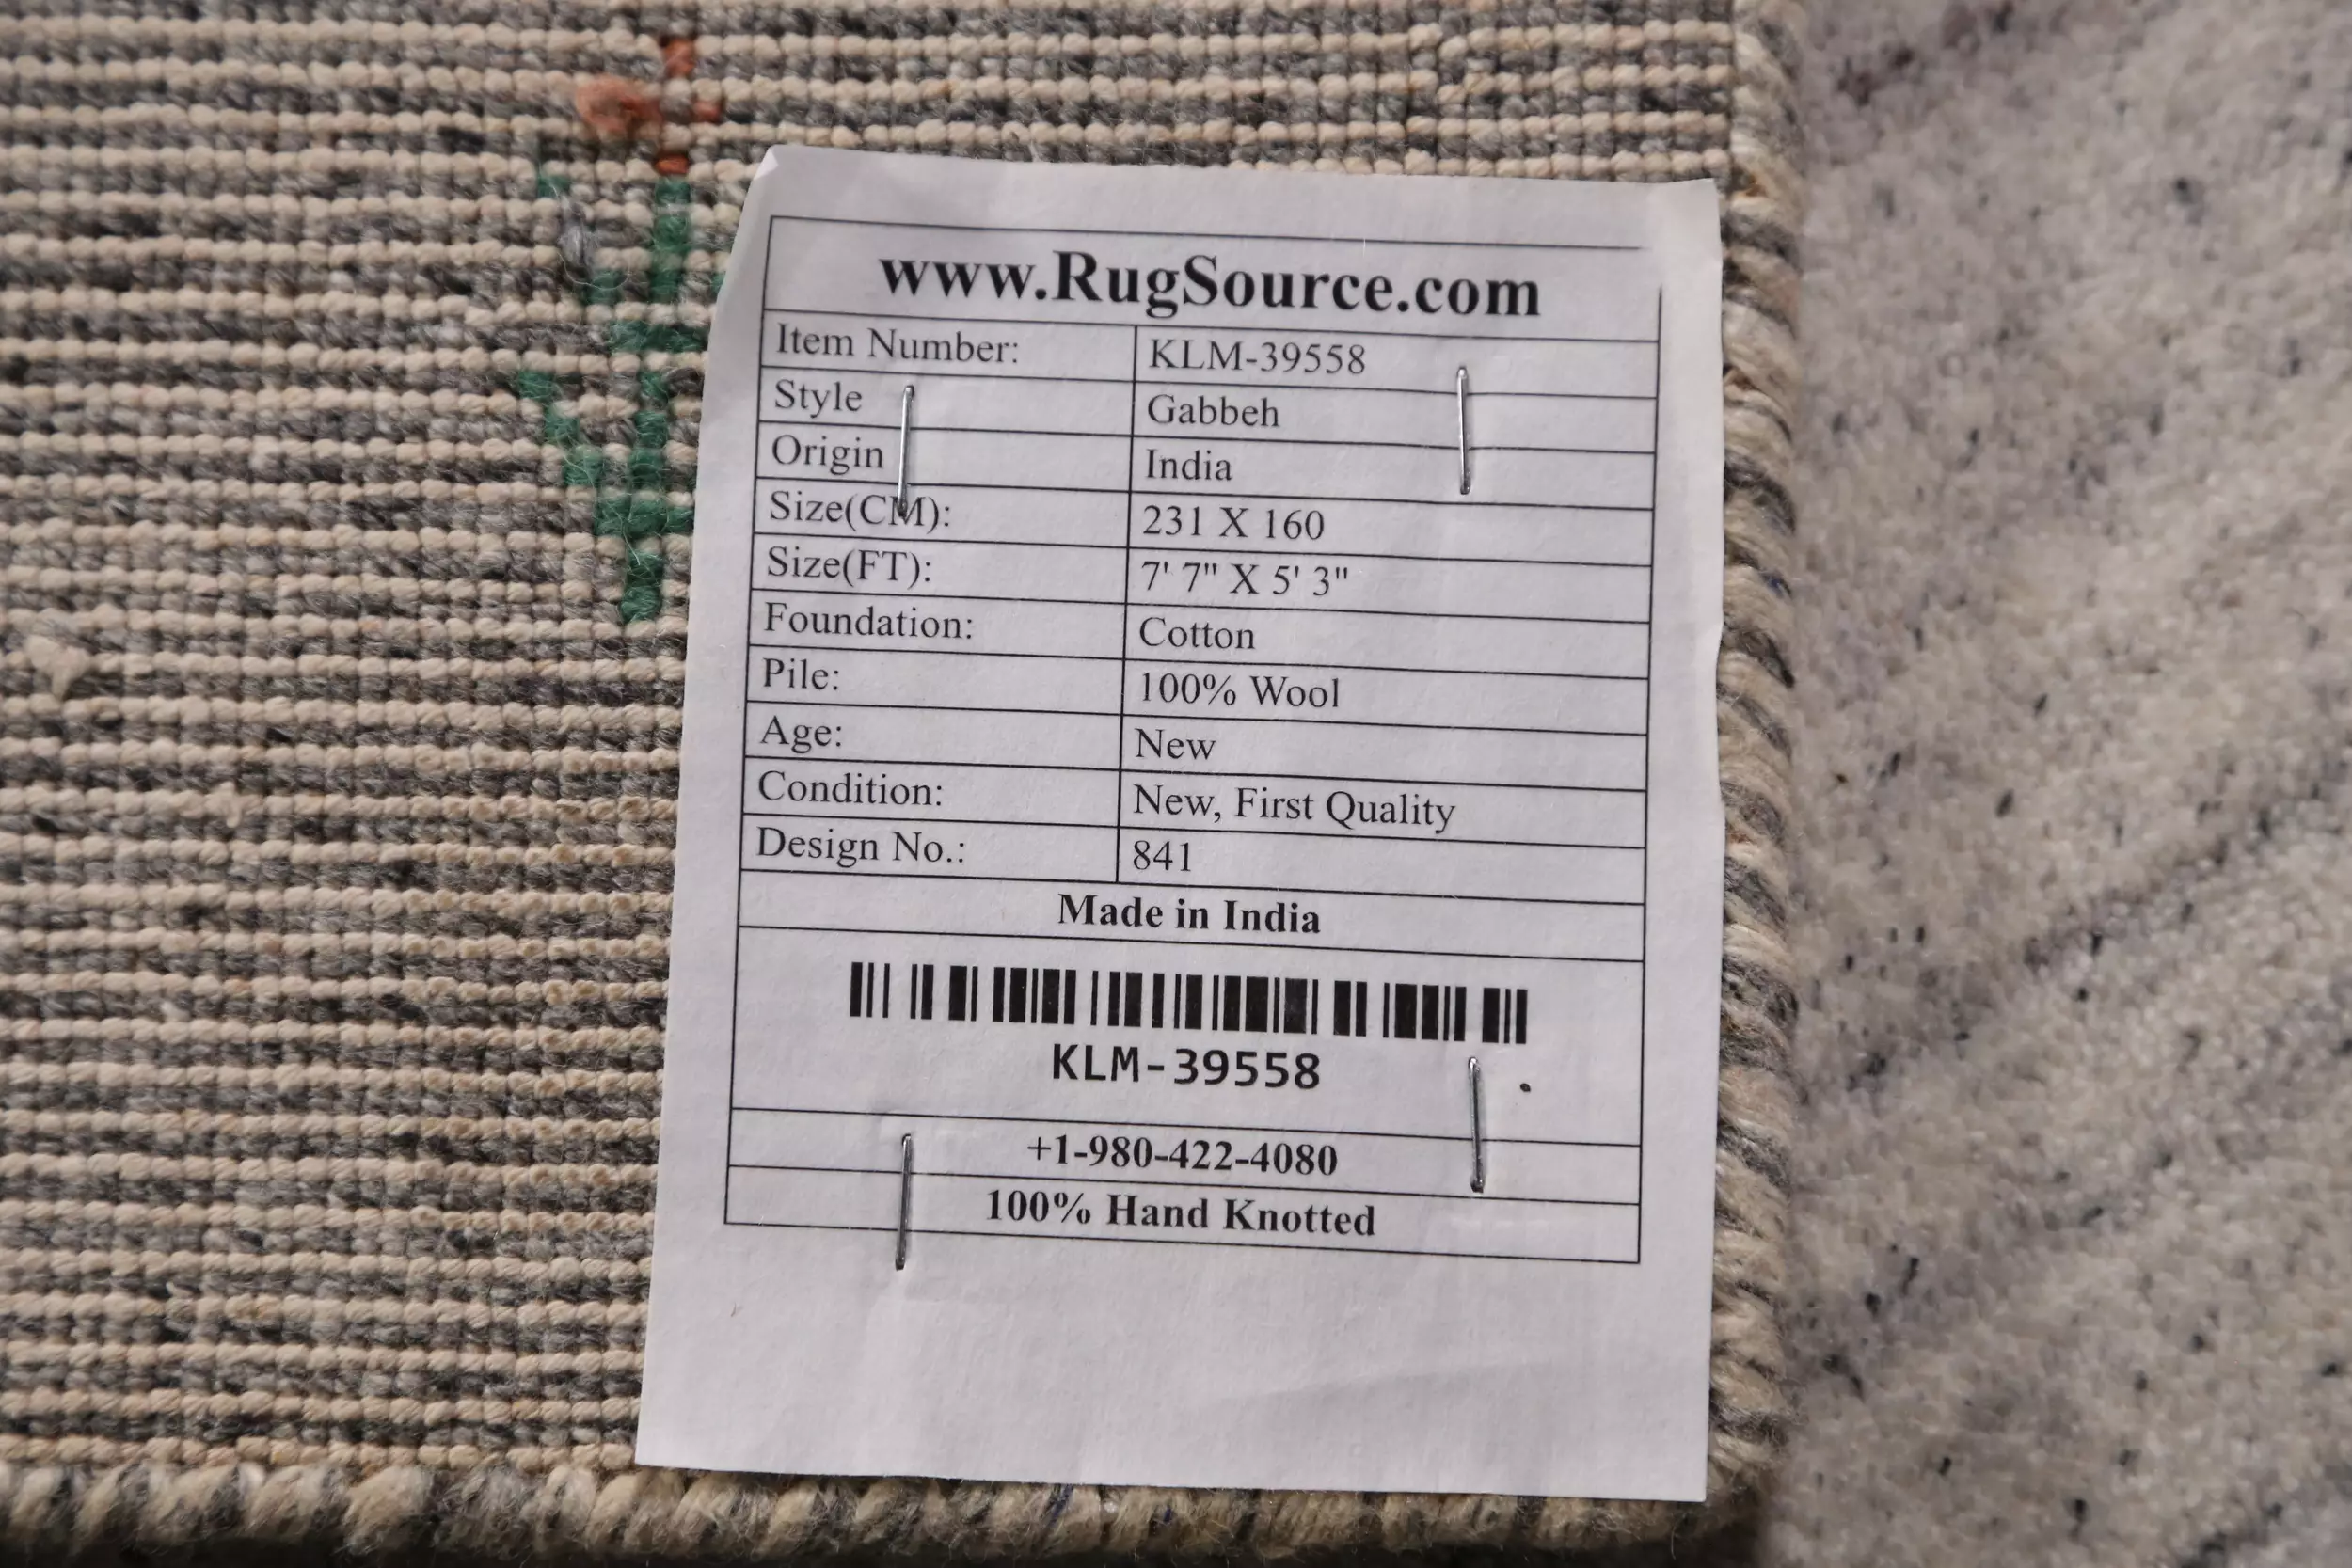 www.RugSource.com
Item Number: KLM-39558
Style Gabbeh
Origin India
Size(CM): 231 X 160
Size(FT): 7' 7" X 5' 3"
Foundation: Cotton
Pile: 100% Wool
Age: New
Condition: New, First Quality
Design No.: 841
Made in India
KLM-39558
+1-980-422-4080
100% Hand Knotted